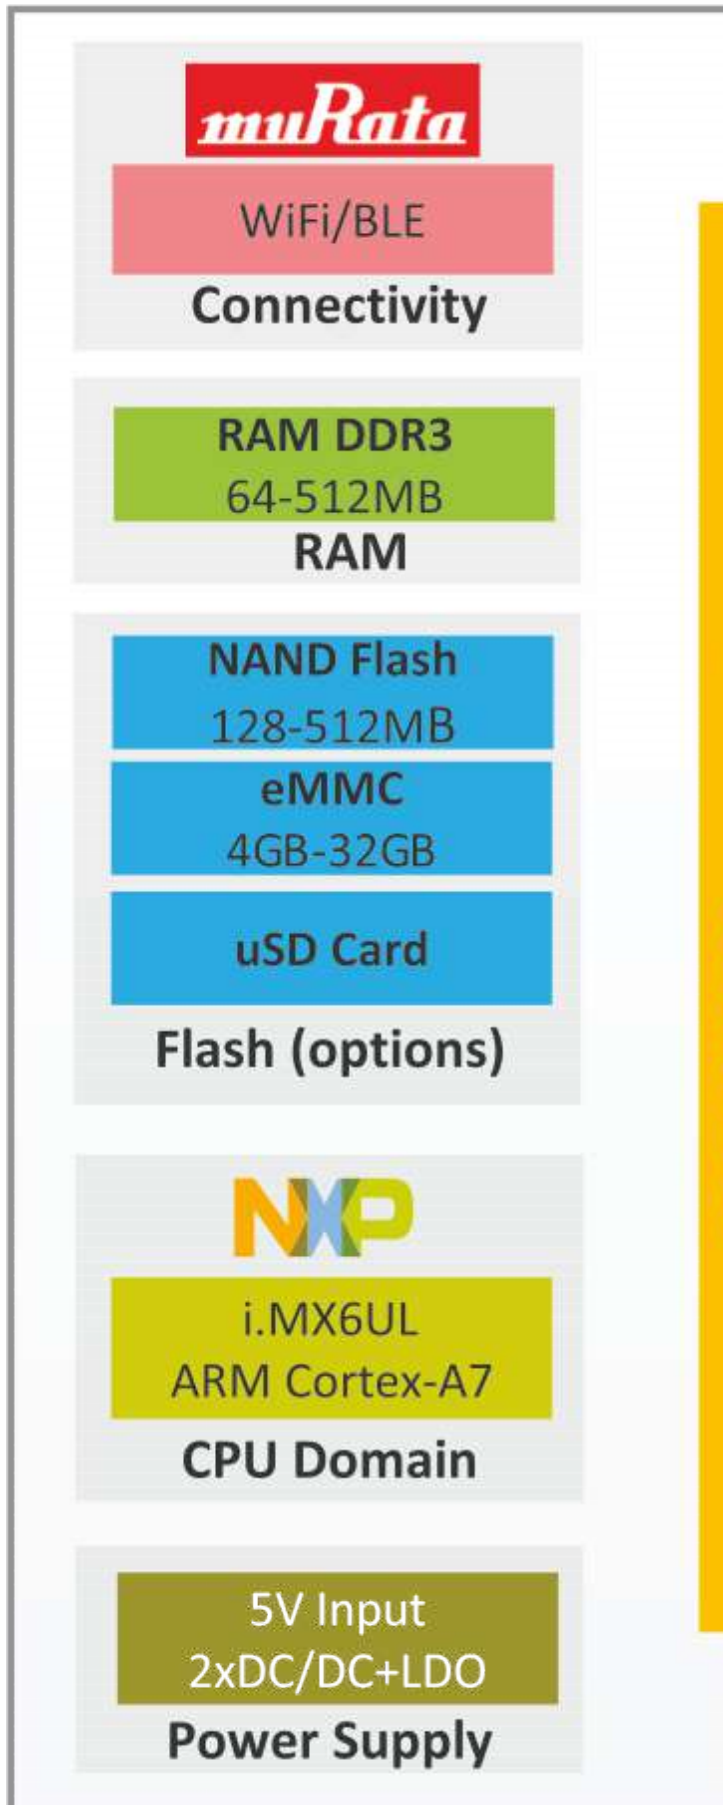 muRata
WiFi/BLE
Connectivity
RAM DDR3
64-512MB
RAM
NAND Flash
128-512MB
eMMC
4GB-32GB
uSD Card
Flash (options)
NXP
i.MX6UL
ARM Cortex-A7
CPU Domain
5V Input
2xDC/DC+LDO
Power Supply